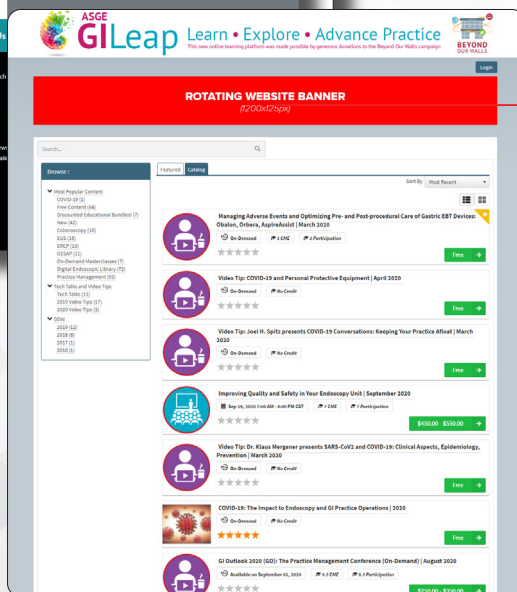 ASGE
GILeap
Learn • Explore • Advance Practice
This new online learning platform was made possible by generous donations to the Beyond Our Walls campaign
BEYOND
OUR WALLS
Login
ROTATING WEBSITE BANNER
(1200x125px)
Search...
Browse :
Most Popular Content
COVID-19 (1)
Free Content (64)
Discounted Educational Bundles! (7)
New (42)
Colonoscopy (18)
EUS (18)
ERCP (13)
GESAP (11)
On-Demand Masterclasses (7)
Digital Endoscopic Library (72)
Practice Management (53)
Tech Talks and Video Tips
Tech Talks (11)
2019 Video Tips (17)
2020 Video Tips (3)
DDW
2019 (12)
2018 (8)
2017 (1)
2016 (1)
Featured Catalog
Sort By Most Recent
Managing Adverse Events and Optimizing Pre- and Post-procedural Care of Gastric EBT Devices:
Obalon, Orbera, AspireAssist | March 2020
On-Demand 1 CME 1 Participation
Free
Video Tip: COVID-19 and Personal Protective Equipment | April 2020
On-Demand No Credit
Free
Video Tip: Joel H. Spitz presents COVID-19 Conversations: Keeping Your Practice Afloat | March
2020
On-Demand No Credit
Free
Improving Quality and Safety in Your Endoscopy Unit | September 2020
Sep 19, 2020 7:00 AM - 4:00 PM CST 7 CME 7 Participation
$450.00 - $550.00
Video Tip: Dr. Klaus Mergener presents SARS-CoV2 and COVID-19: Clinical Aspects, Epidemiology,
Prevention | March 2020
On-Demand No Credit
Free
COVID-19: The Impact to Endoscopy and GI Practice Operations | 2020
On-Demand No Credit
Free
GI Outlook 2020 (GO): The Practice Management Conference (On-Demand) | August 2020
Available on September 01, 2020 9.5 CME 9.5 Participation
$250.00 - $350.00